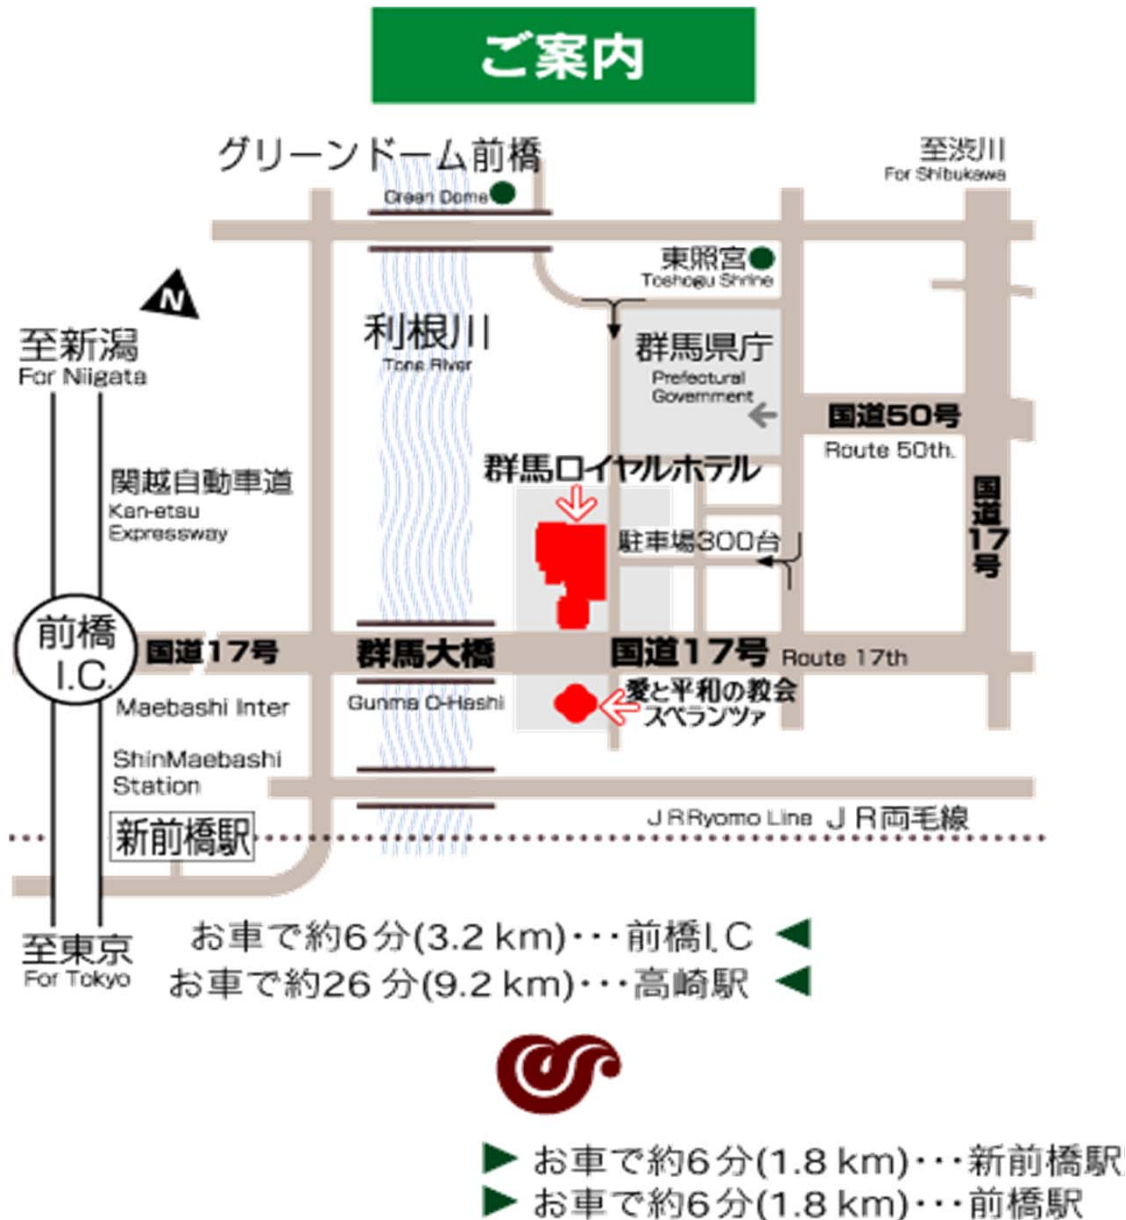 ご案内
グリーンドーム前橋
Green Dome
至渋川
For Shibukawa
東照宮
Toshogu Shrine
N
至新潟
For Niigata
利根川
Tone River
群馬県庁
Prefectural
Government
国道50号
Route 50th.
群馬ロイヤルホテル
関越自動車道
Kan-etsu
Expressway
国道17号
駐車場300台
前橋
I.C.
国道17号
群馬大橋
国道17号
Route 17th
Maebashi Inter
Gunma O-Hashi
愛と平和の教会
スペランツァ
ShinMaebashi
Station
新前橋駅
JRRyomo Line JR両毛線
至東京
For Tokyo
お車で約6分(3.2 km)･･･前橋I,C ◀
お車で約26分(9.2 km)･･･高崎駅 ◀
▶ お車で約6分(1.8 km)･･･新前橋駅
▶ お車で約6分(1.8 km)･･･前橋駅